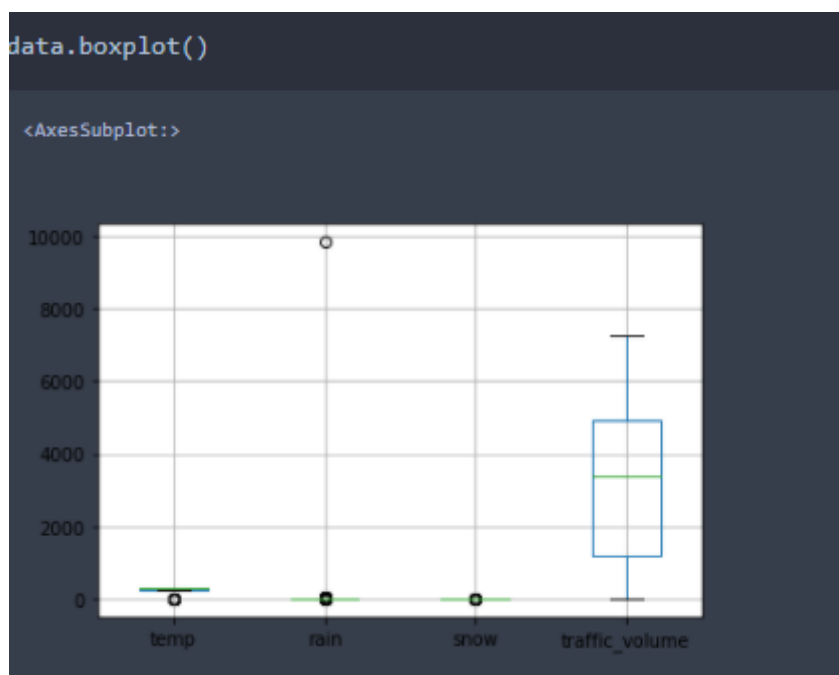 data.boxplot()
<AxesSubplot:>
10000
8000
6000
4000
2000
0
temp rain snow traffic_volume